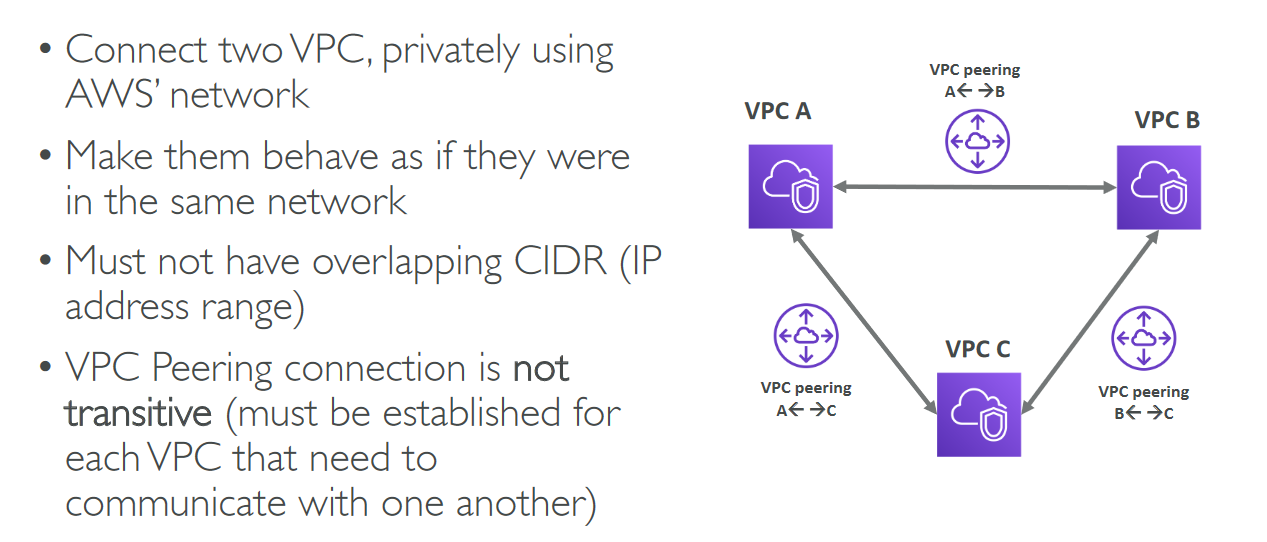 • Connect two VPC, privately using
AWS’ network
• Make them behave as if they were
in the same network
• Must not have overlapping CIDR (IP
address range)
• VPC Peering connection is not
transitive (must be established for
each VPC that need to
communicate with one another)
VPC peering
A← →B
VPC A
VPC B
VPC peering
A← →C
VPC C
VPC peering
B← →C